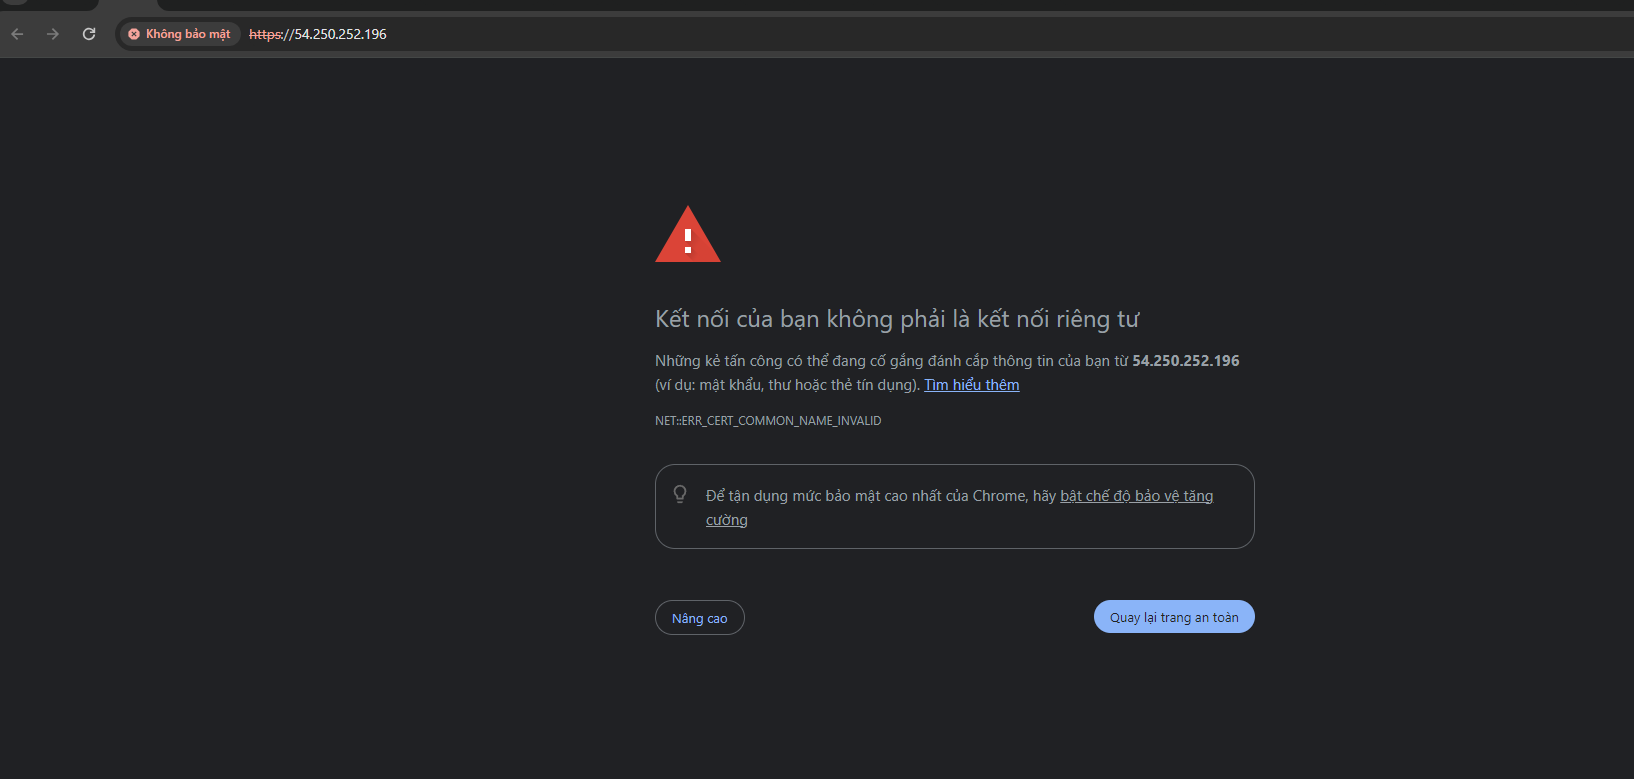 Không bảo mật https://54.250.252.196
Kết nối của bạn không phải là kết nối riêng tư
Những kẻ tấn công có thể đang cố gắng đánh cắp thông tin của bạn từ 54.250.252.196
(ví dụ: mật khẩu, thư hoặc thẻ tín dụng). Tìm hiểu thêm
NET::ERR_CERT_COMMON_NAME_INVALID
Để tận dụng mức bảo mật cao nhất của Chrome, hãy bật chế độ bảo vệ tăng
cường
Nâng cao
Quay lại trang an toàn